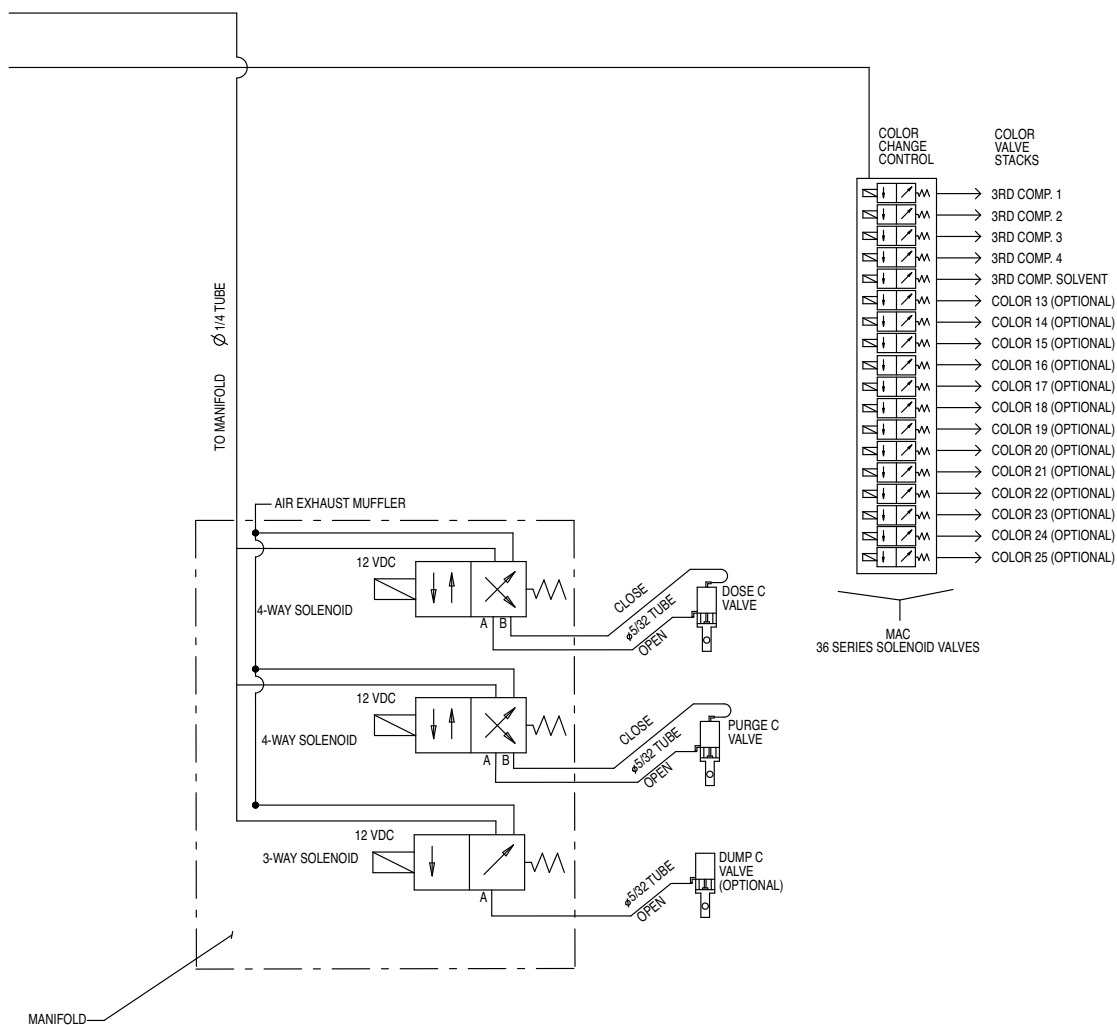 COLOR
CHANGE
CONTROL
COLOR
VALVE
STACKS
3RD COMP. 1
3RD COMP. 2
3RD COMP. 3
3RD COMP. 4
3RD COMP. SOLVENT
COLOR 13 (OPTIONAL)
COLOR 14 (OPTIONAL)
COLOR 15 (OPTIONAL)
COLOR 16 (OPTIONAL)
COLOR 17 (OPTIONAL)
COLOR 18 (OPTIONAL)
COLOR 19 (OPTIONAL)
COLOR 20 (OPTIONAL)
COLOR 21 (OPTIONAL)
COLOR 22 (OPTIONAL)
COLOR 23 (OPTIONAL)
COLOR 24 (OPTIONAL)
COLOR 25 (OPTIONAL)
MAC
36 SERIES SOLENOID VALVES
TO MANIFOLD Ø 1/4 TUBE
AIR EXHAUST MUFFLER
12 VDC
4-WAY SOLENOID
A B
CLOSE
ø5/32 TUBE
OPEN
DOSE C
VALVE
12 VDC
4-WAY SOLENOID
A B
CLOSE
ø5/32 TUBE
OPEN
PURGE C
VALVE
12 VDC
3-WAY SOLENOID
A
ø5/32 TUBE
OPEN
DUMP C
VALVE
(OPTIONAL)
MANIFOLD